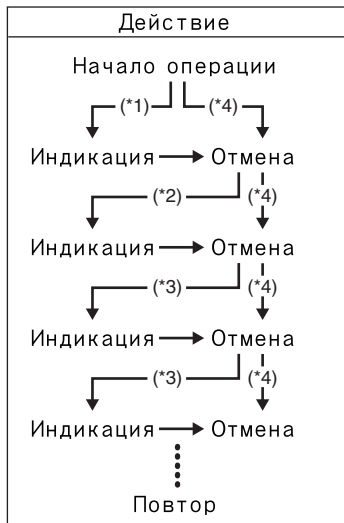 Действие
Начало операции
(*1) (*4)
Индикация Отмена
(*2) (*4)
Индикация Отмена
(*3) (*4)
Индикация Отмена
(*3) (*4)
Индикация Отмена
Повтор